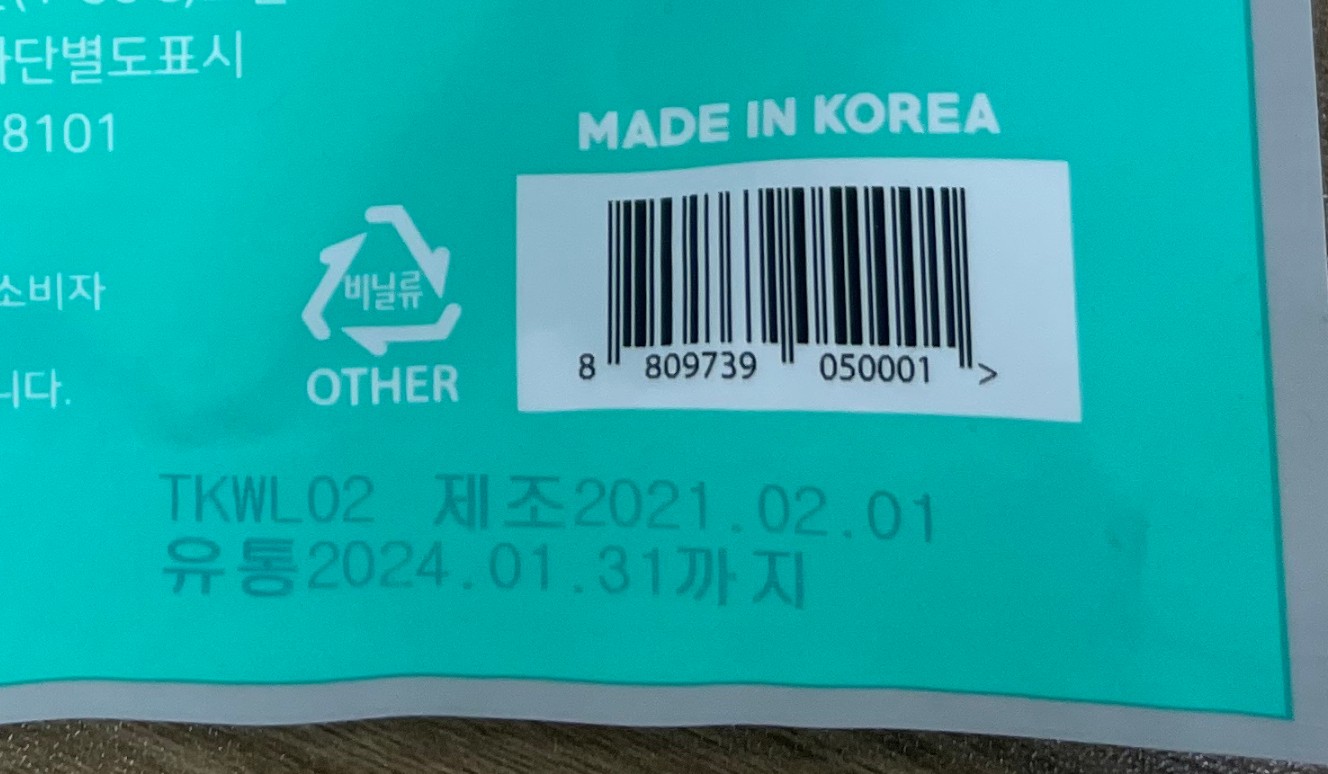 단별도표시
8101
MADE IN KOREA
비닐류
OTHER
8 809739 050001 >
소비자
니다.
TKWL02 제조2021.02.01
유통2024.01.31까지